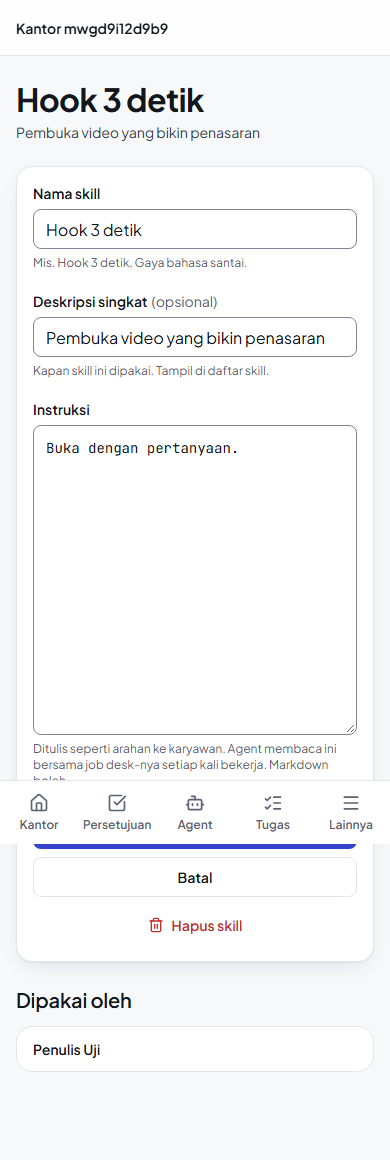 Kantor mwgd9i12d9b9
Hook 3 detik
Pembuka video yang bikin penasaran
Nama skill
Hook 3 detik
Mis. Hook 3 detik, Gaya bahasa santai.
Deskripsi singkat (opsional)
Pembuka video yang bikin penasaran
Kapan skill ini dipakai. Tampil di daftar skill.
Instruksi
Buka dengan pertanyaan.
Ditulis seperti arahan ke karyawan. Agent membaca ini
bersama job desk-nya setiap kali bekerja. Markdown
Kantor Persetujuan Agent Tugas Lainnya
Batal
Hapus skill
Dipakai oleh
Penulis Uji